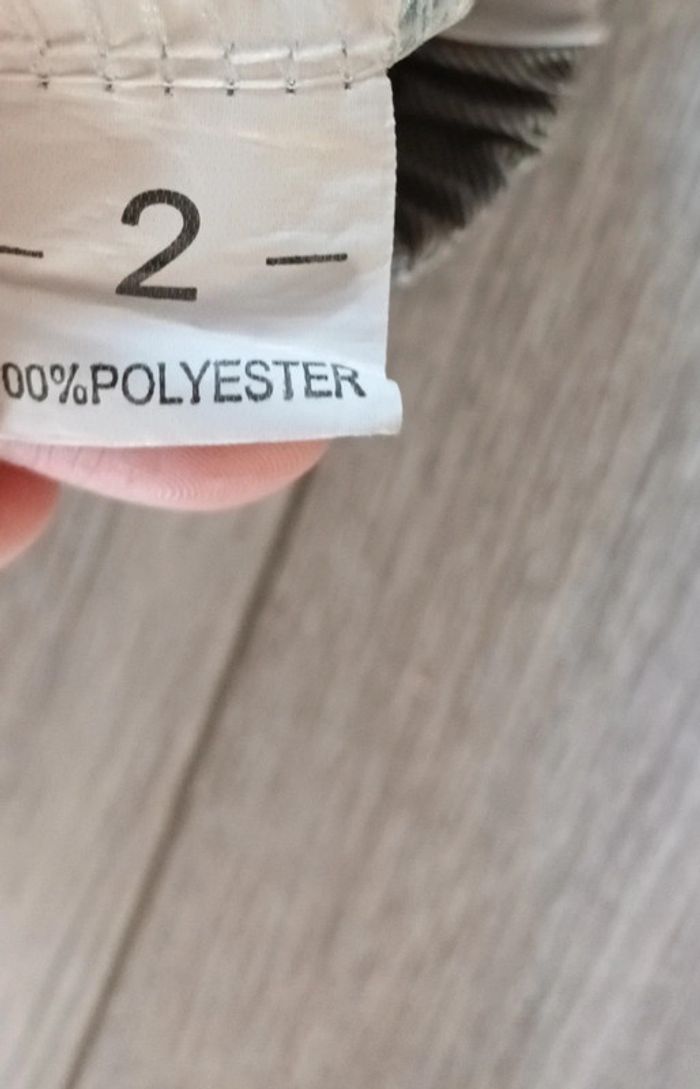 — 2 —
00%POLYESTER